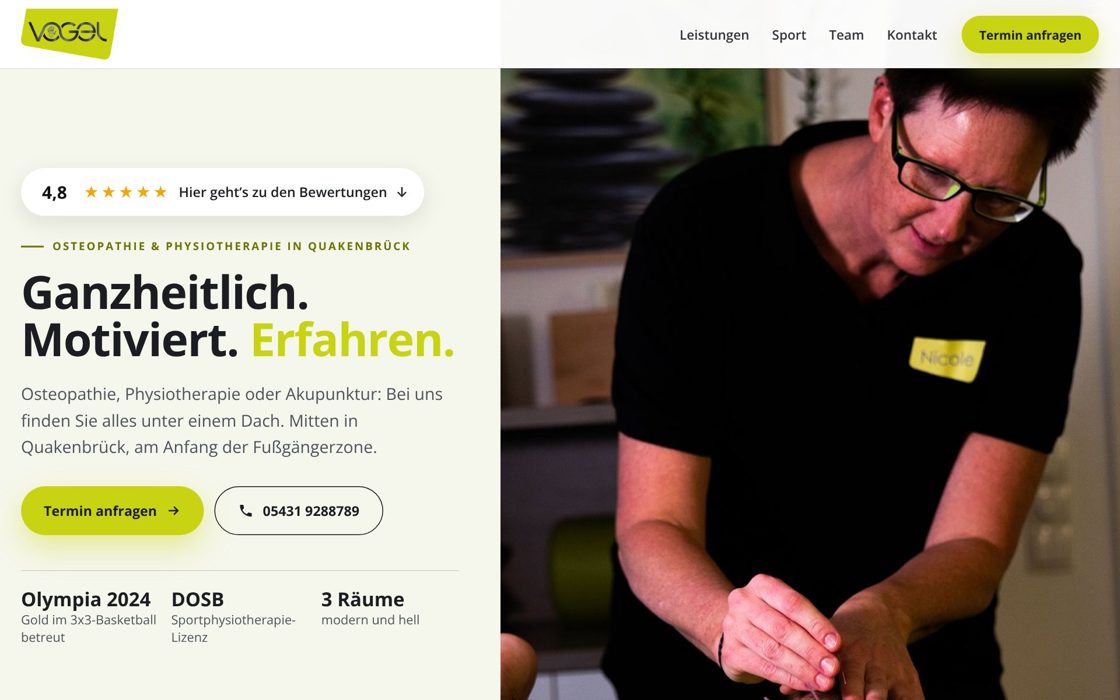 VOGEL
Leistungen Sport Team Kontakt Termin anfragen
4,8 ★★★★★ Hier geht’s zu den Bewertungen ↓
OSTEOPATHIE & PHYSIOTHERAPIE IN QUAKENBRÜCK
Ganzheitlich.
Motiviert. Erfahren.
Osteopathie, Physiotherapie oder Akupunktur: Bei uns
finden Sie alles unter einem Dach. Mitten in
Quakenbrück, am Anfang der Fußgängerzone.
Termin anfragen → 05431 9288789
Olympia 2024 DOSB 3 Räume
Gold im 3x3-Basketball Sportphysiotherapie- modern und hell
betreut Lizenz
Nicole